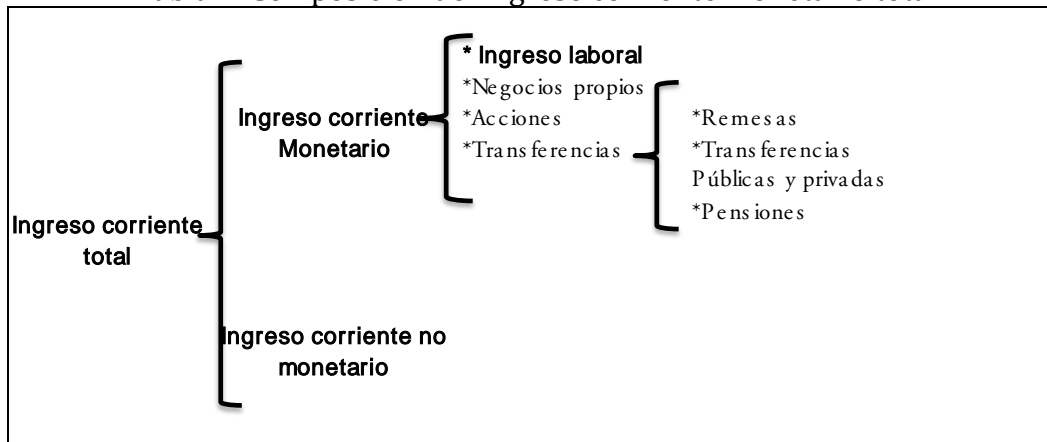 * Ingreso laboral
*Negocios propios
Ingreso corriente
Monetario
*Acciones
*Transferencias
*Remesas
*Transferencias
Públicas y privadas
*Pensiones
Ingreso corriente
total
Ingreso corriente no
monetario